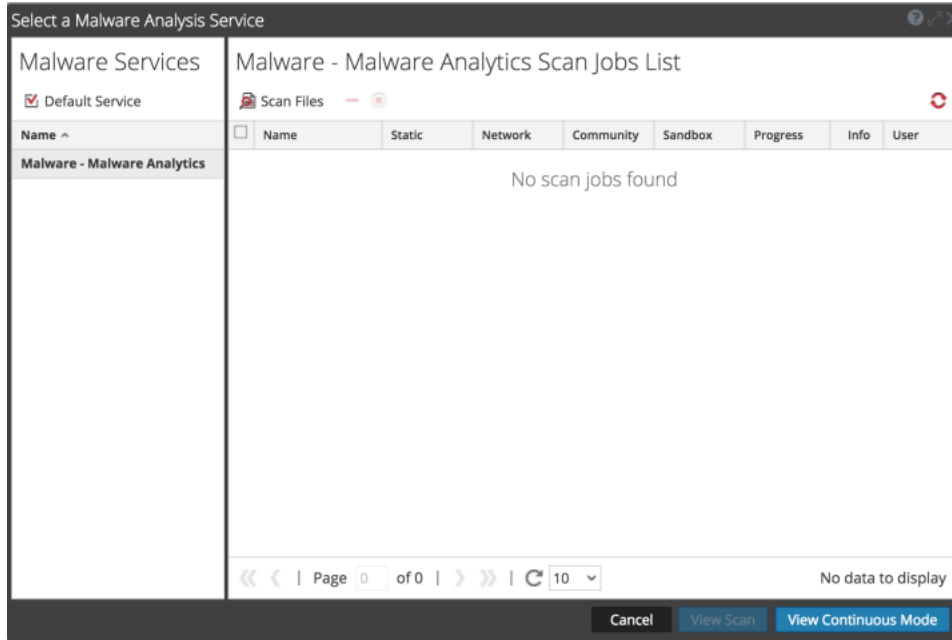 Select a Malware Analysis Service
Malware Services
Default Service
Name
Malware - Malware Analytics
Malware - Malware Analytics Scan Jobs List
Scan Files
Name Static Network Community Sandbox Progress Info User
No scan jobs found
Page 0 of 0 10 No data to display
Cancel View Scan View Continuous Mode